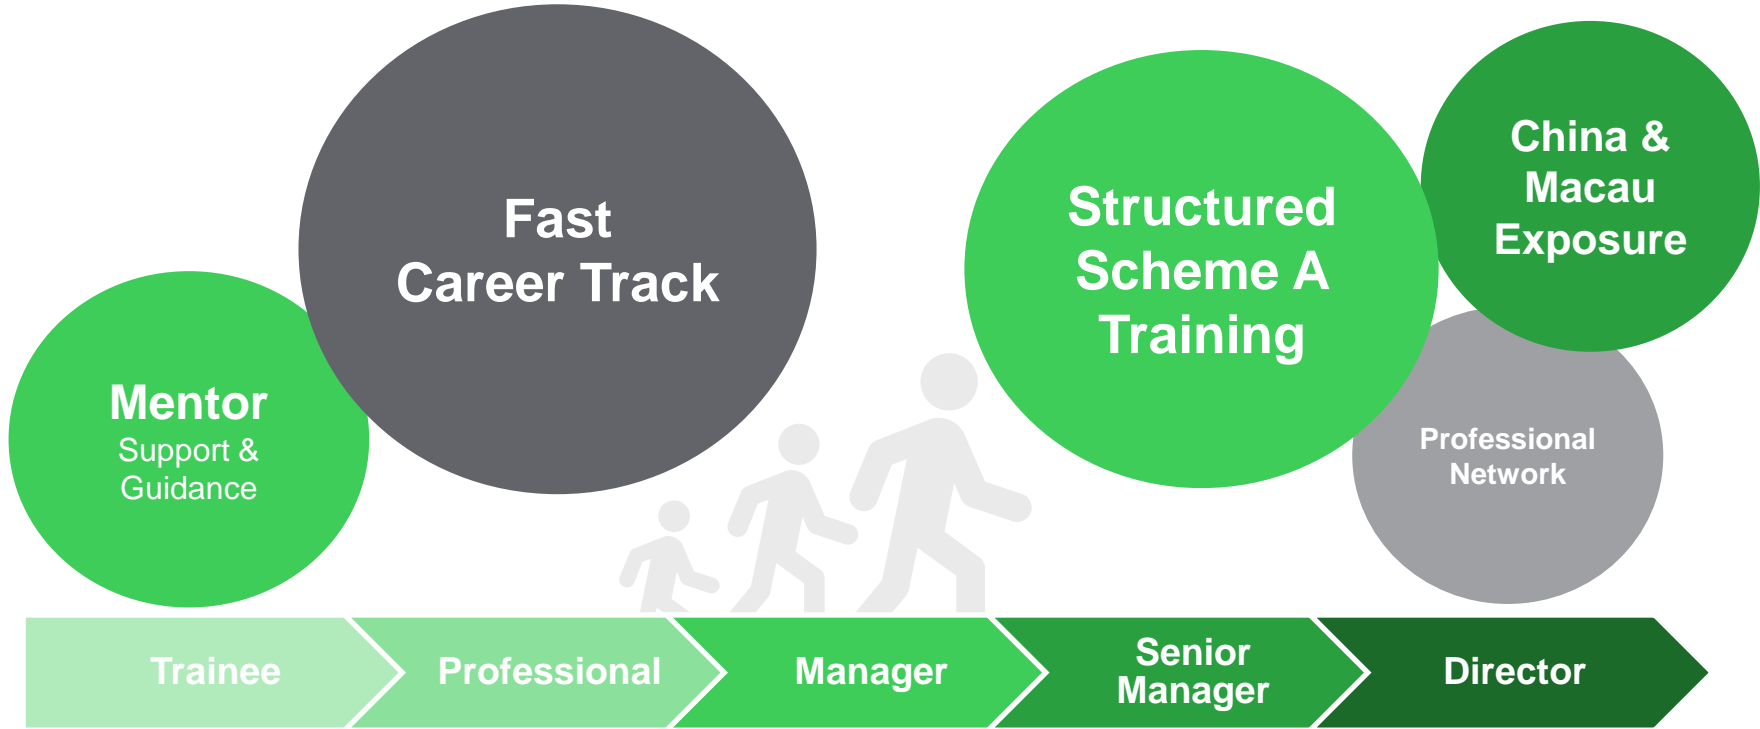 Fast
Career Track
Mentor
Support &
Guidance
Structured
Scheme A
Training
China &
Macau
Exposure
Professional
Network
Trainee
Professional
Manager
Senior
Manager
Director